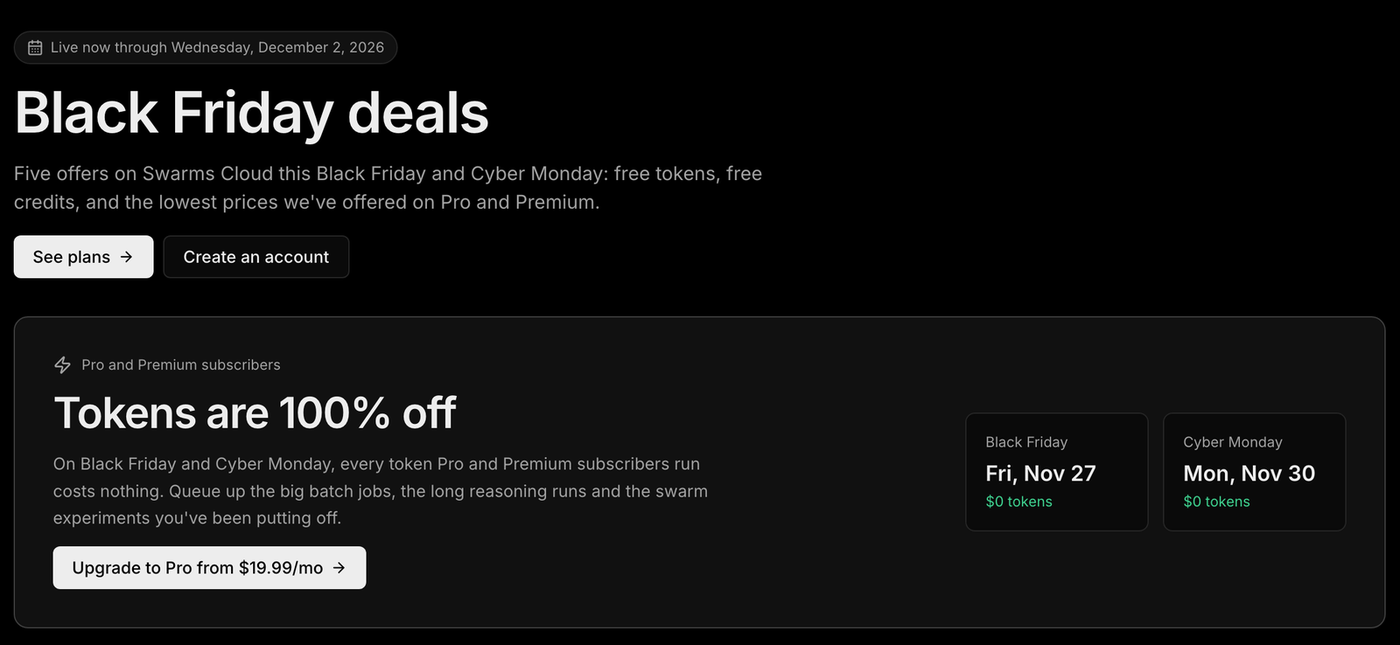 Live now through Wednesday, December 2, 2026
Black Friday deals
Five offers on Swarms Cloud this Black Friday and Cyber Monday: free tokens, free
credits, and the lowest prices we've offered on Pro and Premium.
See plans →
Create an account
Pro and Premium subscribers
Tokens are 100% off
On Black Friday and Cyber Monday, every token Pro and Premium subscribers run
costs nothing. Queue up the big batch jobs, the long reasoning runs and the swarm
experiments you've been putting off.
Upgrade to Pro from $19.99/mo →
Black Friday
Fri, Nov 27
$0 tokens
Cyber Monday
Mon, Nov 30
$0 tokens